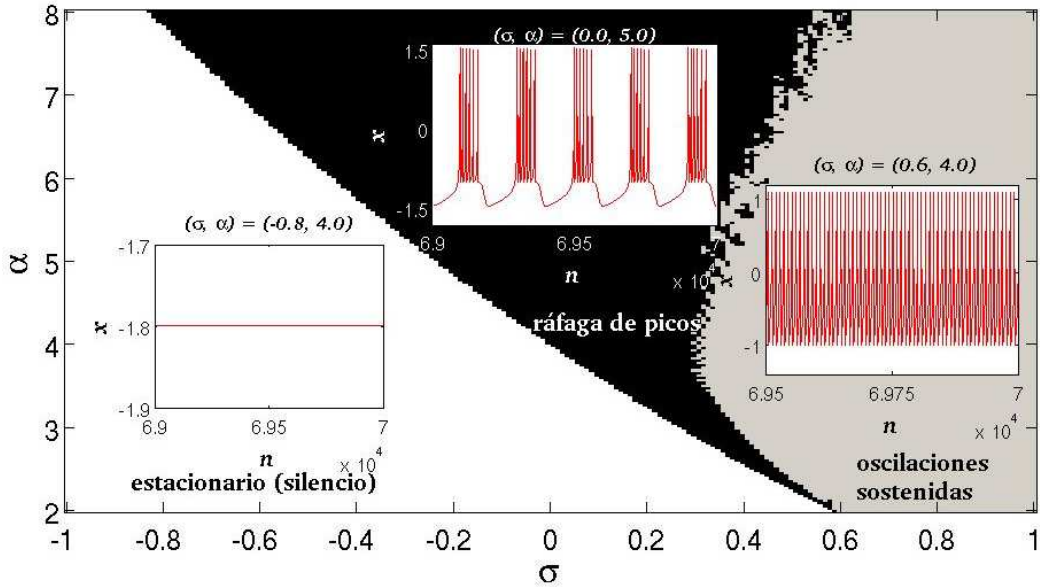 8
7
6
5
4
3
2
α
-1
-0.8
-0.6
-0.4
-0.2
0
0.2
0.4
0.6
0.8
1
σ
(σ, α) = (0.0, 5.0)
1.5
0
-1.5
x
6.9
6.95
7
n
x 10⁴
ráfaga de picos
(σ, α) = (-0.8, 4.0)
-1.7
-1.8
-1.9
x
6.9
6.95
7
n
x 10⁴
estacionario (silencio)
(σ, α) = (0.6, 4.0)
1
0
-1
x
6.95
6.975
7
n
x 10⁴
oscilaciones
sostenidas